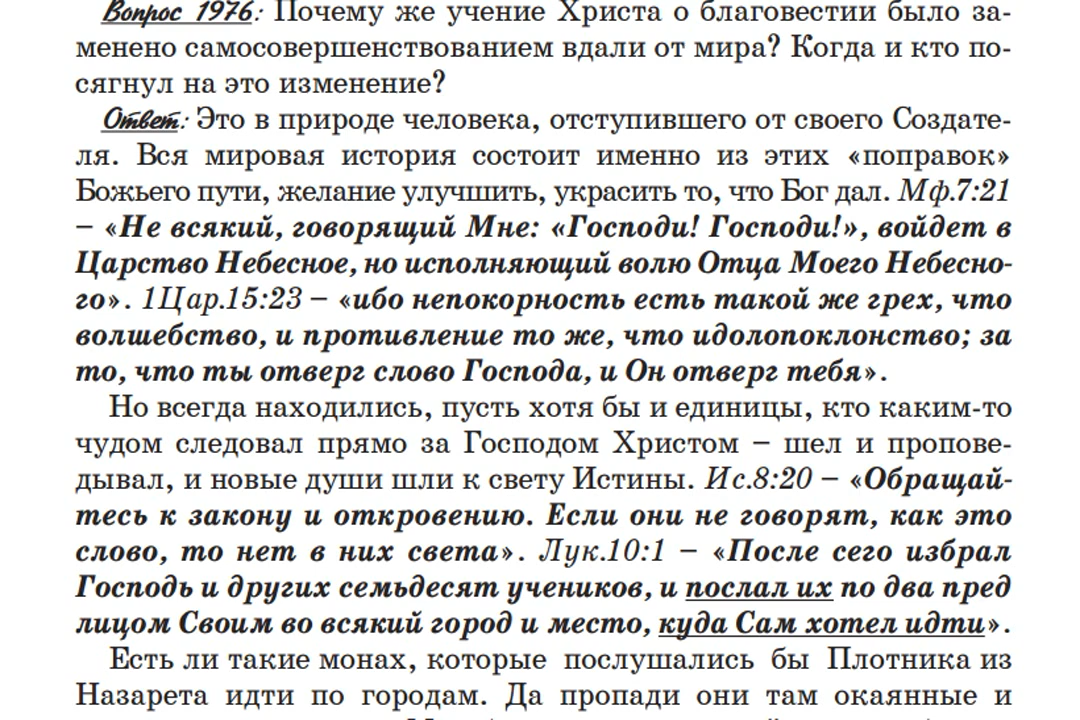 Вопрос 1976: Почему же учение Христа о благовестии было за-
менено самосовершенствованием вдали от мира? Когда и кто по-
сягнул на это изменение?
Ответ: Это в природе человека, отступившего от своего Создате-
ля. Вся мировая история состоит именно из этих «поправок»
Божьего пути, желание улучшить, украсить то, что Бог дал. Мф.7:21
– «Не всякий, говорящий Мне: «Господи! Господи!», войдет в
Царство Небесное, но исполняющий волю Отца Моего Небесно-
го». 1Цар.15:23 – «ибо непокорность есть такой же грех, что
волшебство, и противление то же, что идолопоклонство; за
то, что ты отверг слово Господа, и Он отверг тебя».
Но всегда находились, пусть хотя бы и единицы, кто каким-то
чудом следовал прямо за Господом Христом – шел и пропове-
дывал, и новые души шли к свету Истины. Ис.8:20 – «Обращай-
тесь к закону и откровению. Если они не говорят, как это
слово, то нет в них света». Лук.10:1 – «После сего избрал
Господь и других семьдесят учеников, и послал их по два пред
лицом Своим во всякий город и место, куда Сам хотел идти».
Есть ли такие монах, которые послушались бы Плотника из
Назарета идти по городам. Да пропади они там окаянные и